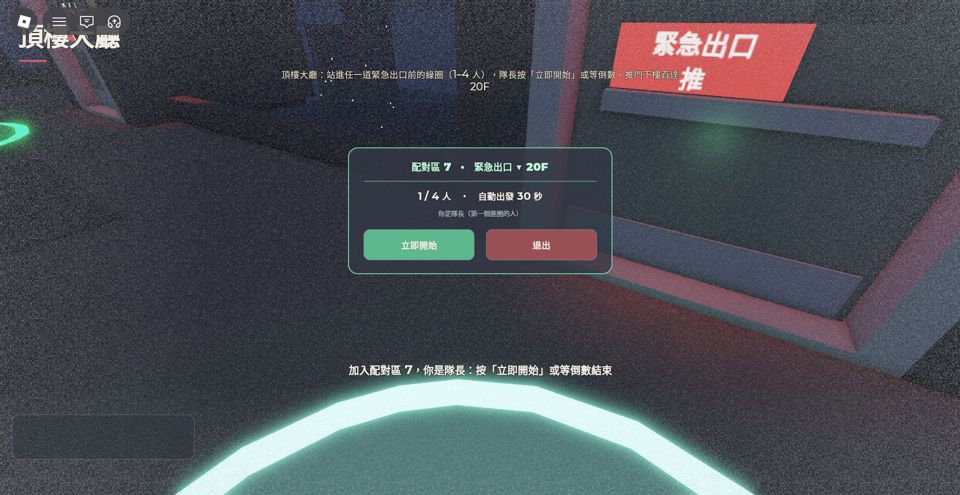 頂樓大廳
緊急出口
推
頂樓大廳：站進任一道緊急出口前的綠圈（1–4 人），隊長按「立即開始」或等倒數，推門下樓直達
20F
配對區 7 • 緊急出口 ▼ 20F
1 / 4 人 • 自動出發 30 秒
你是隊長（第一個進圈的人）
立即開始
退出
加入配對區 7，你是隊長：按「立即開始」或等倒數結束